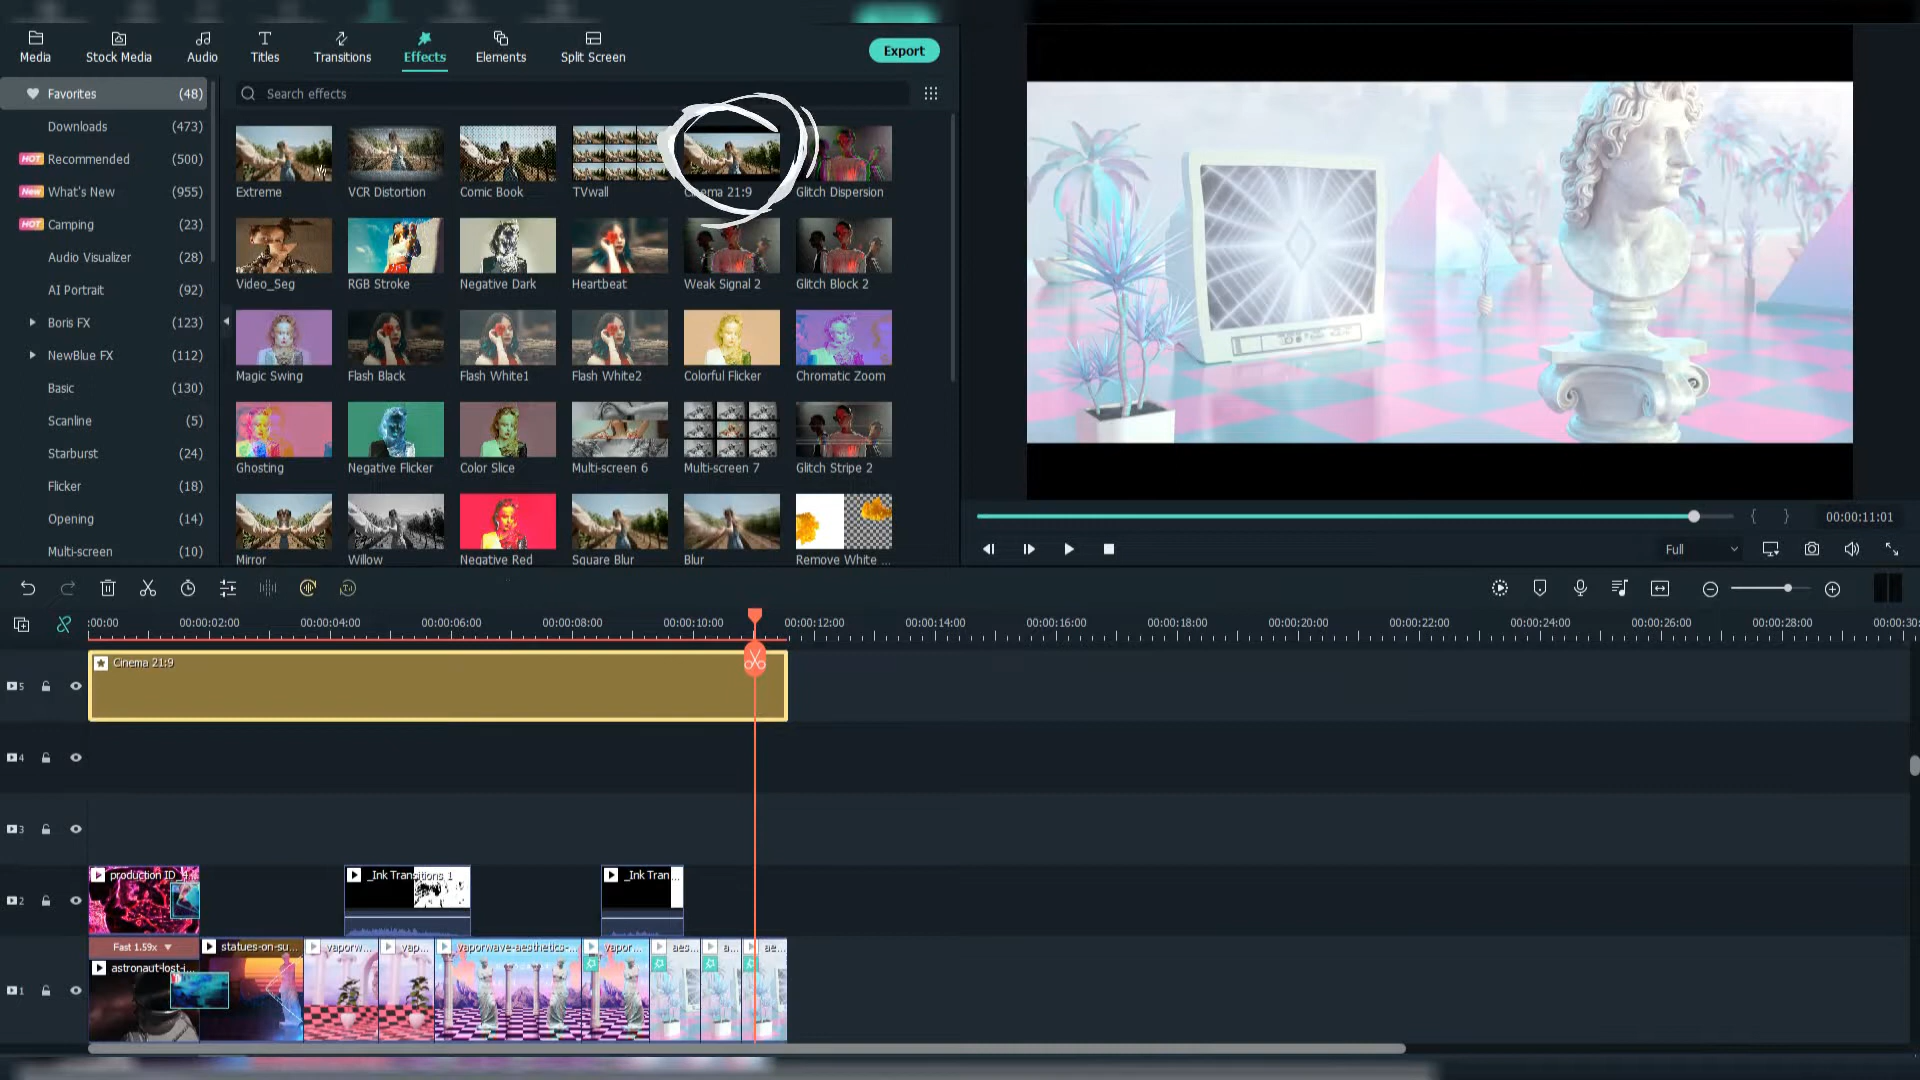 Media Stock Media Audio Titles Transitions Effects Elements Split Screen Export
Favorites (48)
Downloads (473)
HOT Recommended (500)
New What's New (955)
HOT Camping (23)
Audio Visualizer (28)
AI Portrait (92)
Boris FX (123)
NewBlue FX (112)
Basic (130)
Scanline (5)
Starburst (24)
Flicker (18)
Opening (14)
Multi-screen (10)
Search effects
Extreme VCR Distortion Comic Book TVwall Cinema 21:9 Glitch Dispersion
Video_Seg RGB Stroke Negative Dark Heartbeat Weak Signal 2 Glitch Block 2
Magic Swing Flash Black Flash White1 Flash White2 Colorful Flicker Chromatic Zoom
Ghosting Negative Flicker Color Slice Multi-screen 6 Multi-screen 7 Glitch Stripe 2
Mirror Willow Negative Red Square Blur Blur Remove White ...
{ } 00:00:11:01
Full
:00:00 00:00:02:00 00:00:04:00 00:00:06:00 00:00:08:00 00:00:10:00 00:00:12:00 00:00:14:00 00:00:16:00 00:00:18:00 00:00:20:00 00:00:22:00 00:00:24:00 00:00:26:00 00:00:28:00 00:00:30:
Cinema 21:9
5
4
3
production ID_4... _Ink Transitions_1 _Ink Tran...
2
Fast 1.59x statues-on-su... vaporw... vap... vaporwave-aesthetics-... vapor... aes... a... ae...
astronaut-lost-i...
1